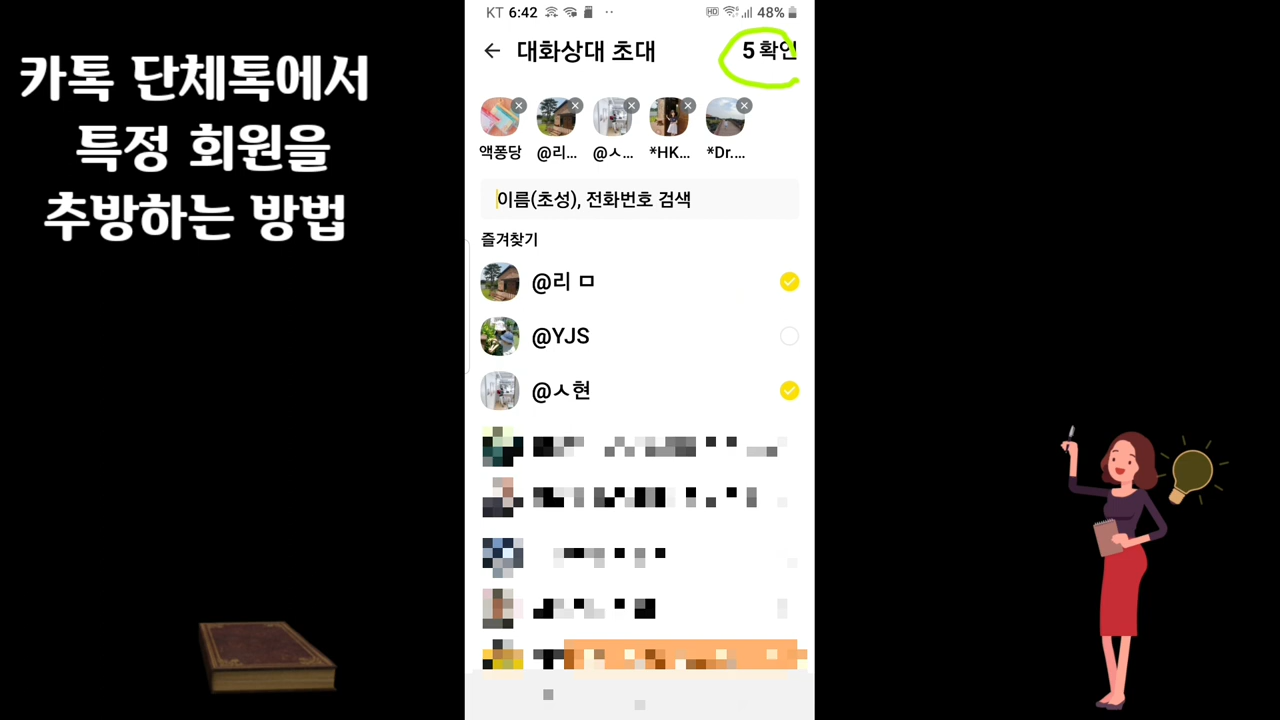 카톡 단체톡에서
특정 회원을
추방하는 방법
KT 6:42
48%
대화상대 초대
5 확인
액퐁당
@리...
@ㅅ...
*HK...
*Dr....
이름(초성), 전화번호 검색
즐겨찾기
@리 ㅁ
@YJS
@ㅅ현